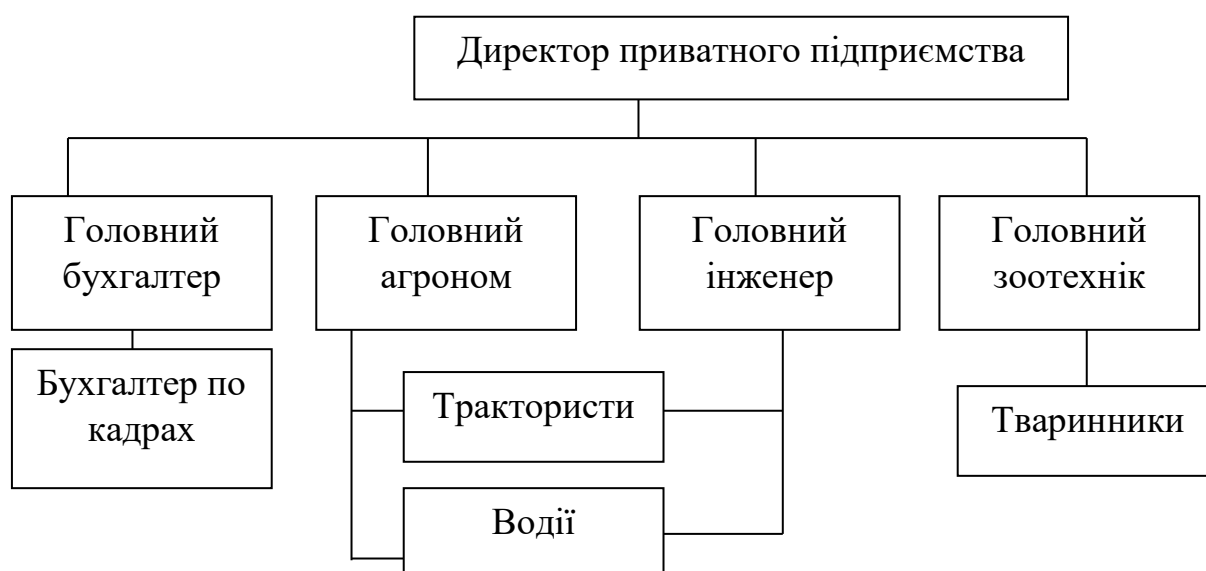 Директор приватного підприємства
Головний
бухгалтер
Головний
агроном
Головний
інженер
Головний
зоотехнік
Бухгалтер по
кадрах
Трактористи
Тваринники
Водії